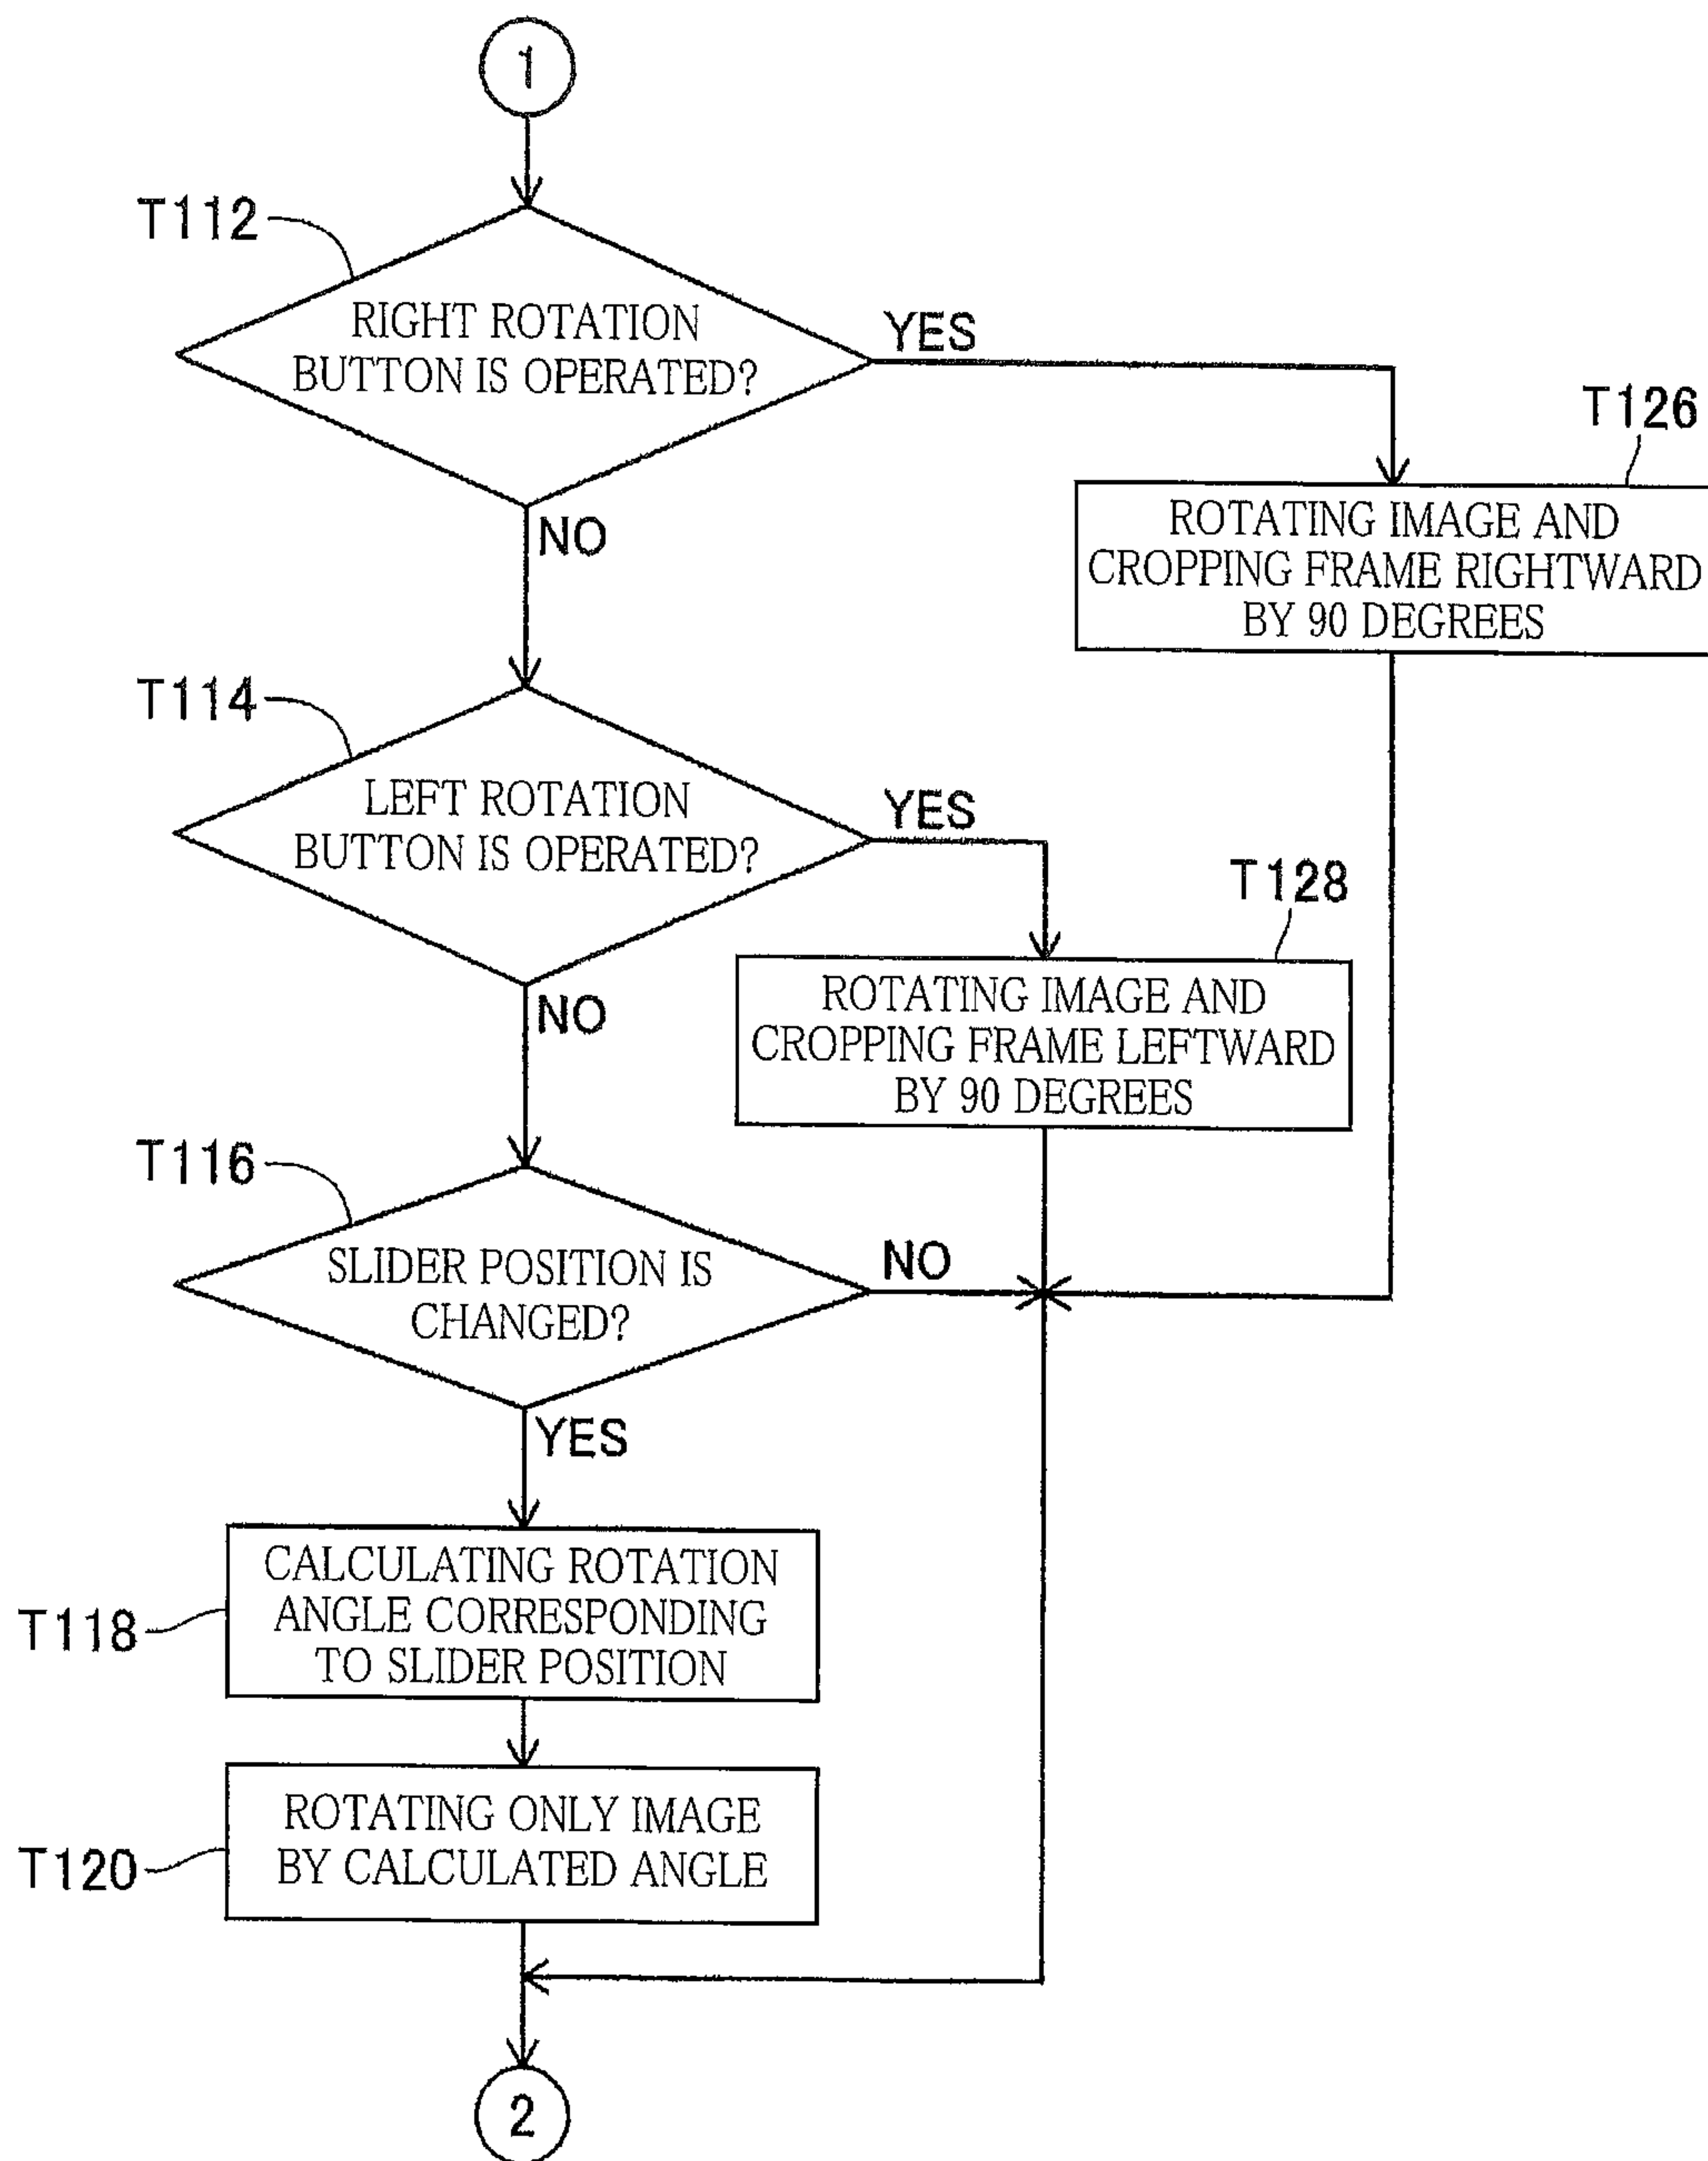 1
T112
RIGHT ROTATION
BUTTON IS OPERATED?
YES
T126
ROTATING IMAGE AND
CROPPING FRAME RIGHTWARD
BY 90 DEGREES
NO
T114
LEFT ROTATION
BUTTON IS OPERATED?
YES
T128
ROTATING IMAGE AND
CROPPING FRAME LEFTWARD
BY 90 DEGREES
NO
T116
SLIDER POSITION IS
CHANGED?
NO
YES
T118
CALCULATING ROTATION
ANGLE CORRESPONDING
TO SLIDER POSITION
T120
ROTATING ONLY IMAGE
BY CALCULATED ANGLE
2